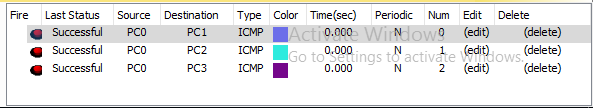 Fire Last Status Source Destination Type Color Time(sec) Periodic Num Edit Delete
Successful PC0 PC1 ICMP 0.000 N 0 (edit) (delete)
Activate Windows
Successful PC0 PC2 ICMP 0.000 N 1 (edit) (delete)
Go to Settings to activate Windows.
Successful PC0 PC3 ICMP 0.000 N 2 (edit) (delete)